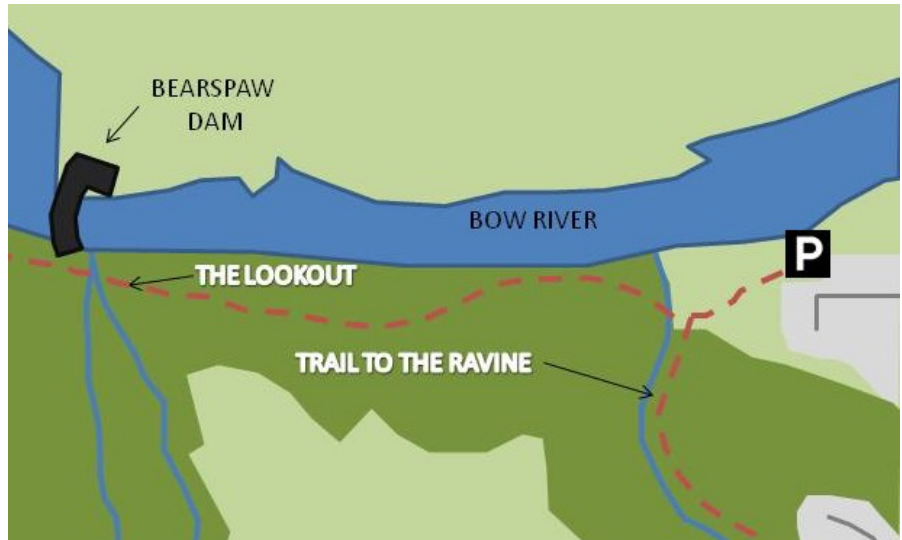 BEARSPAW
DAM
BOW RIVER
P
THE LOOKOUT
TRAIL TO THE RAVINE